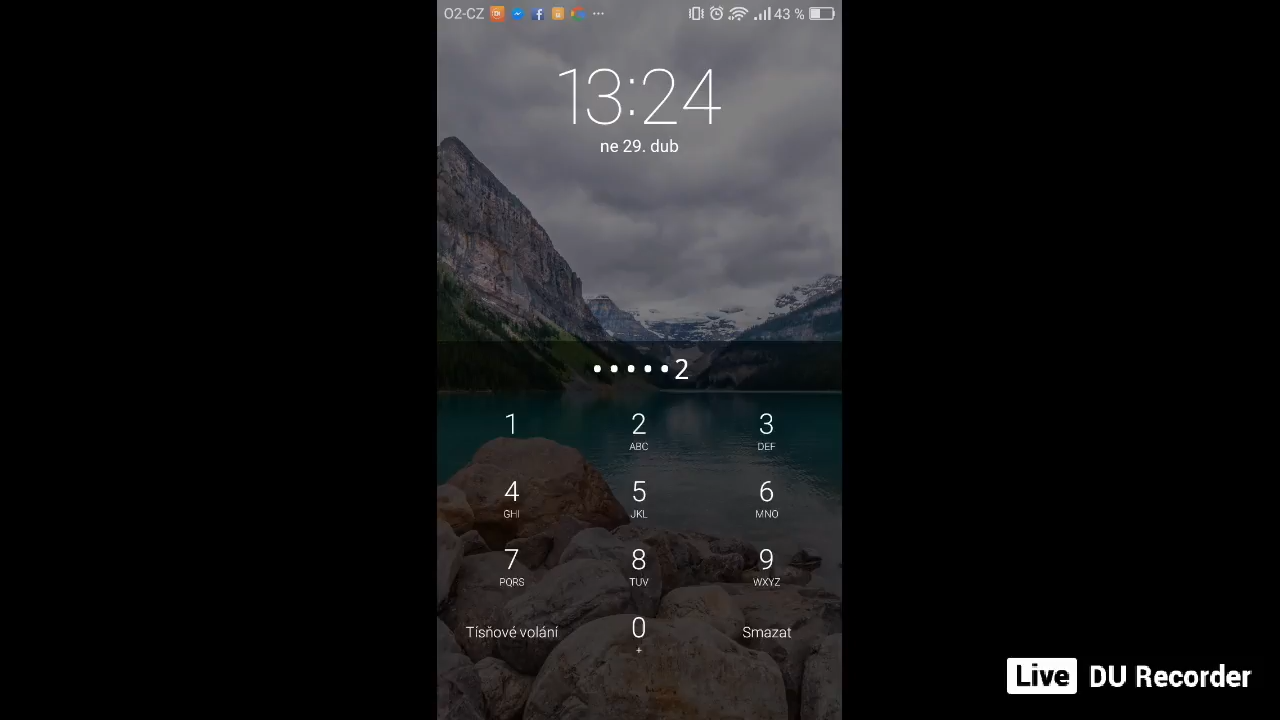 O2-CZ 43 %
13:24
ne 29. dub
•••••2
1 2 3
ABC DEF
4 5 6
GHI JKL MNO
7 8 9
PQRS TUV WXYZ
Tísňové volání 0 Smazat
+
Live DU Recorder